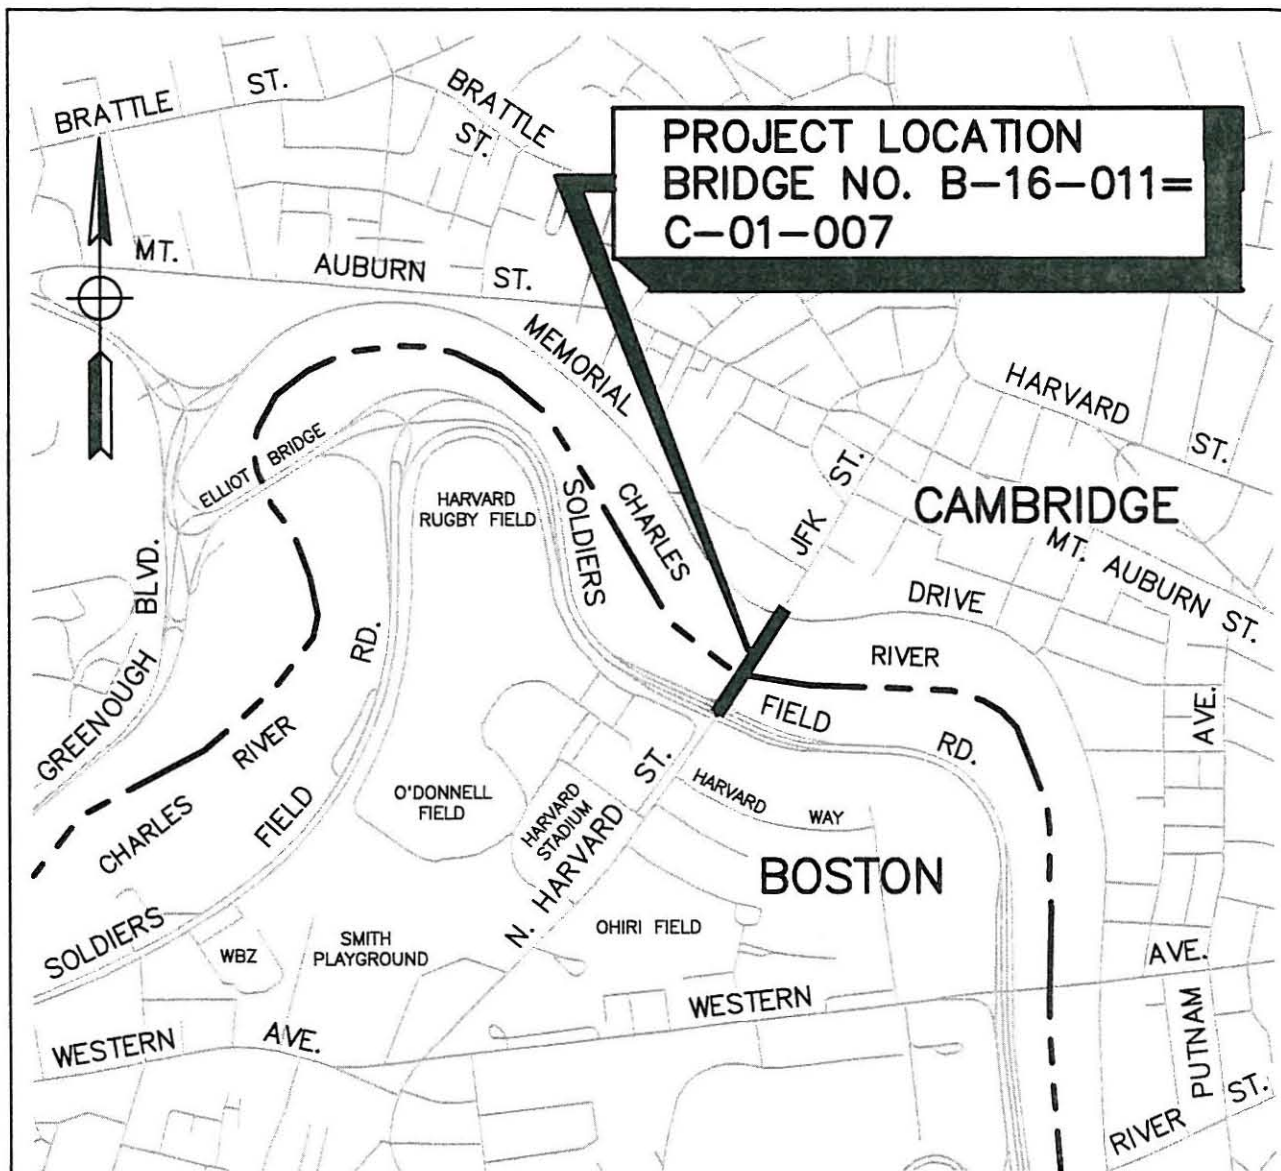 BRATTLE ST.
BRATTLE ST.
PROJECT LOCATION
BRIDGE NO. B-16-011=
C-01-007
MT. AUBURN ST.
MEMORIAL
HARVARD ST.
ELLIOT BRIDGE
HARVARD
RUGBY FIELD
SOLDIERS
CHARLES
JFK ST.
CAMBRIDGE
MT. AUBURN ST.
DRIVE
RIVER
GREENOUGH BLVD.
RD.
FIELD
RD.
AVE.
RIVER
CHARLES
FIELD
SOLDIERS
O'DONNELL
FIELD
HARVARD
STADIUM
N. HARVARD ST.
HARVARD WAY
BOSTON
WBZ
SMITH
PLAYGROUND
OHIRI FIELD
WESTERN AVE.
WESTERN
AVE.
PUTNAM
RIVER ST.